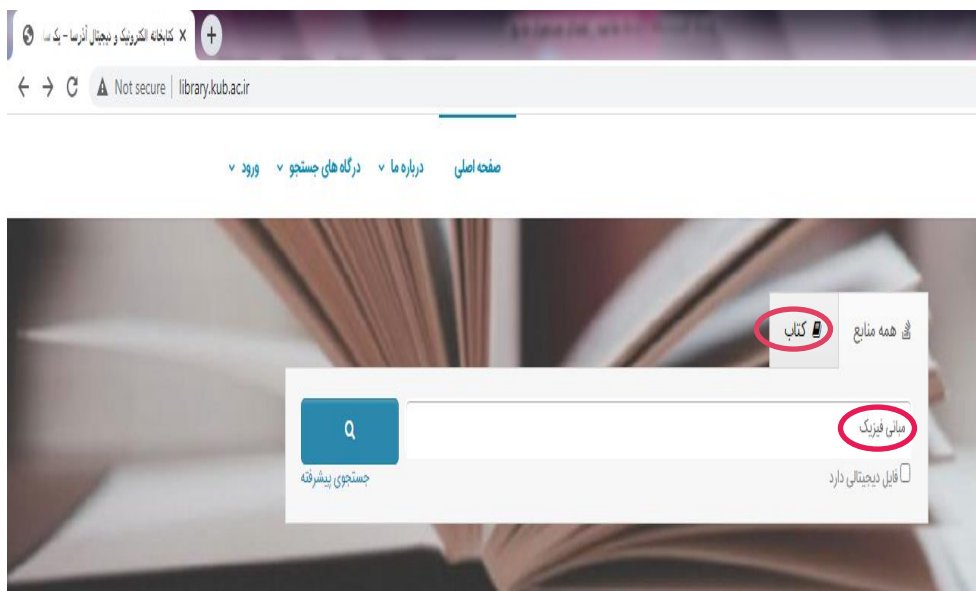 کتابخانه الکترونیک و دیجیتال آذرسا - یک سا
Not secure | library.kub.ac.ir
صفحه اصلی درباره ما درگاه های جستجو ورود
همه منابع کتاب
مبانی فیزیک
فایل دیجیتالی دارد
جستجوی پیشرفته